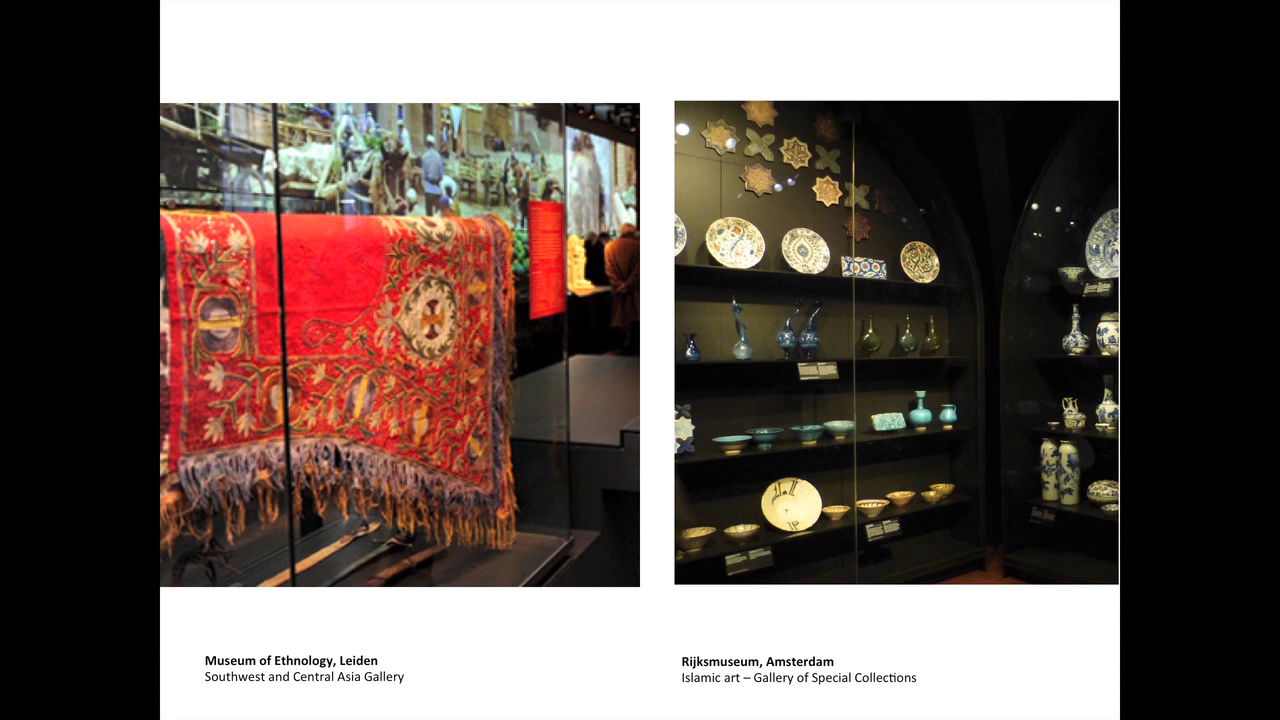 Museum of Ethnology, Leiden
Southwest and Central Asia Gallery
Rijksmuseum, Amsterdam
Islamic art – Gallery of Special Collections